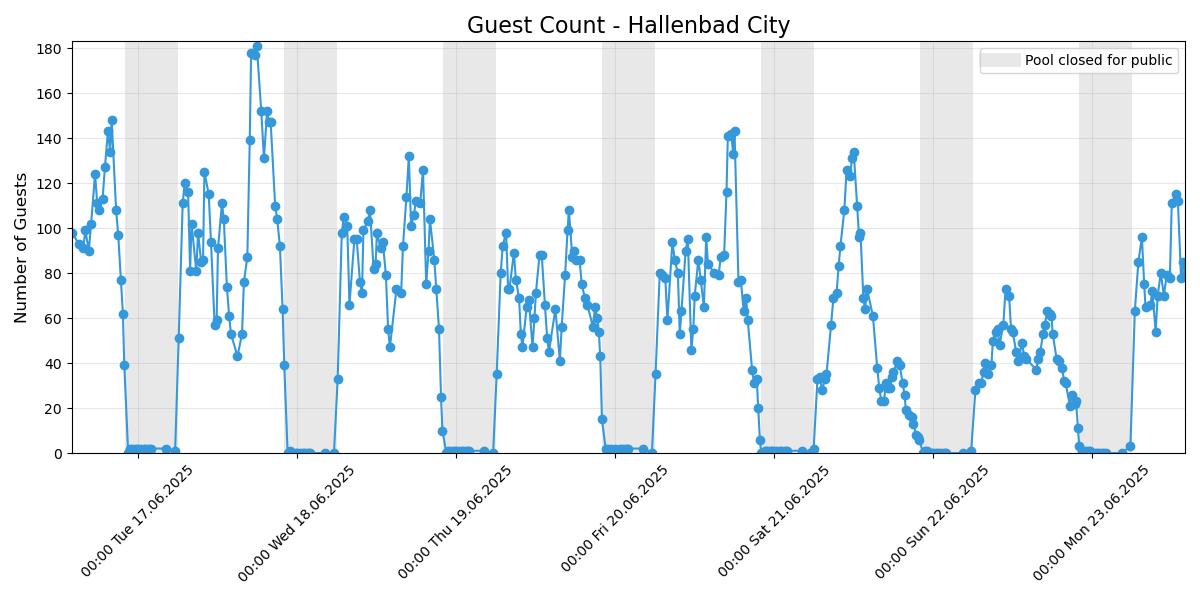 Guest Count - Hallenbad City
Pool closed for public
Number of Guests
180
160
140
120
100
80
60
40
20
0
00:00 Tue 17.06.2025
00:00 Wed 18.06.2025
00:00 Thu 19.06.2025
00:00 Fri 20.06.2025
00:00 Sat 21.06.2025
00:00 Sun 22.06.2025
00:00 Mon 23.06.2025